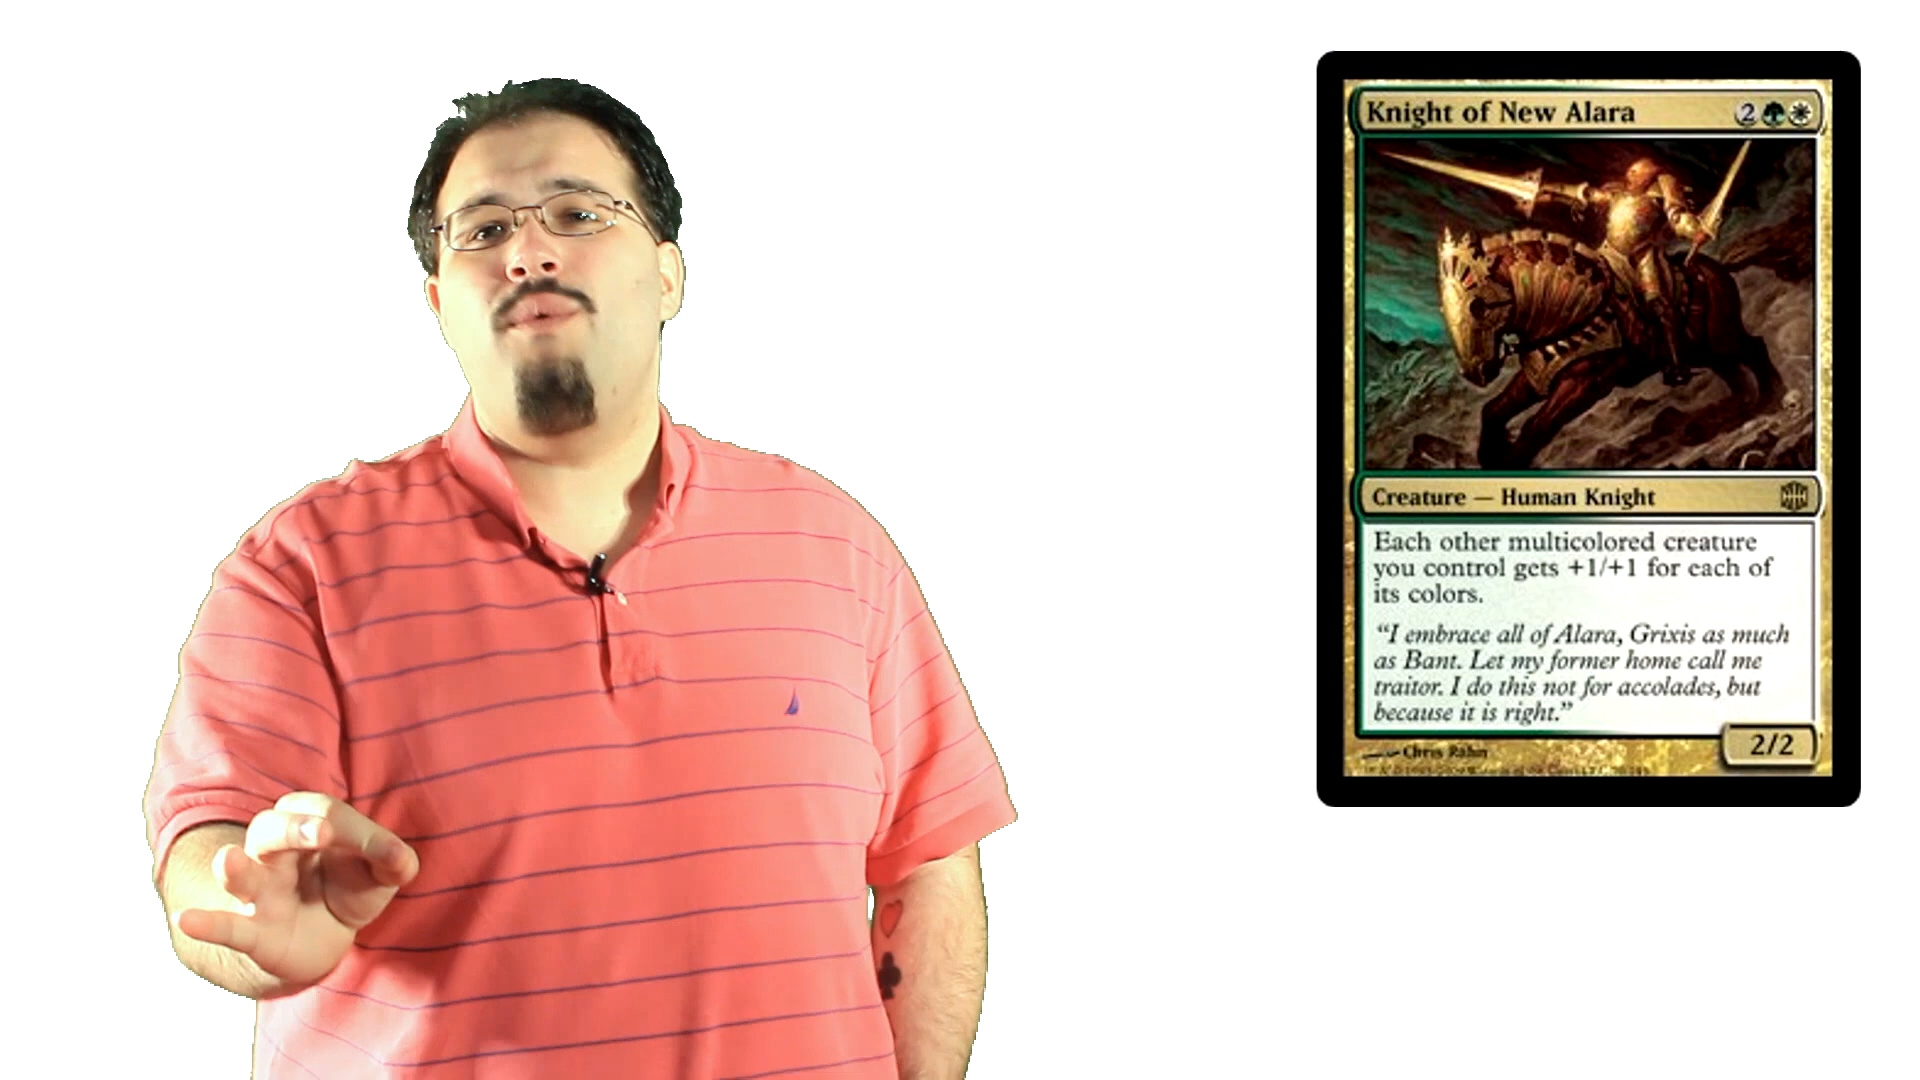 Knight of New Alara 2
Creature — Human Knight
Each other multicolored creature
you control gets +1/+1 for each of
its colors.
“I embrace all of Alara, Grixis as much
as Bant. Let my former home call me
traitor. I do this not for accolades, but
because it is right.”
2/2
Chris Rahn